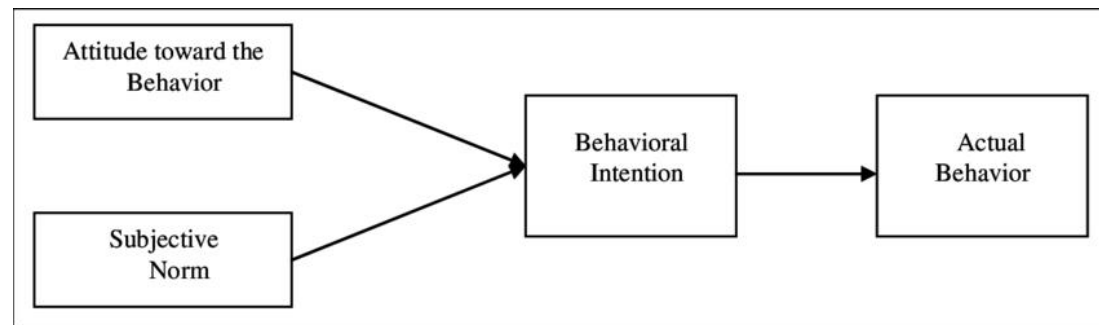 Attitude toward the
Behavior
Subjective
Norm
Behavioral
Intention
Actual
Behavior